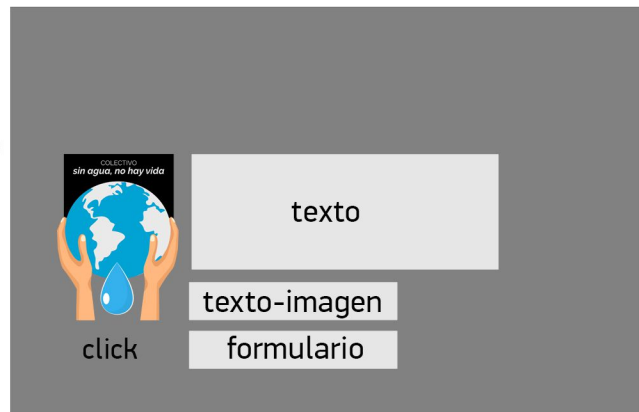 COLECTIVO
sin agua, no hay vida
texto
texto-imagen
click
formulario